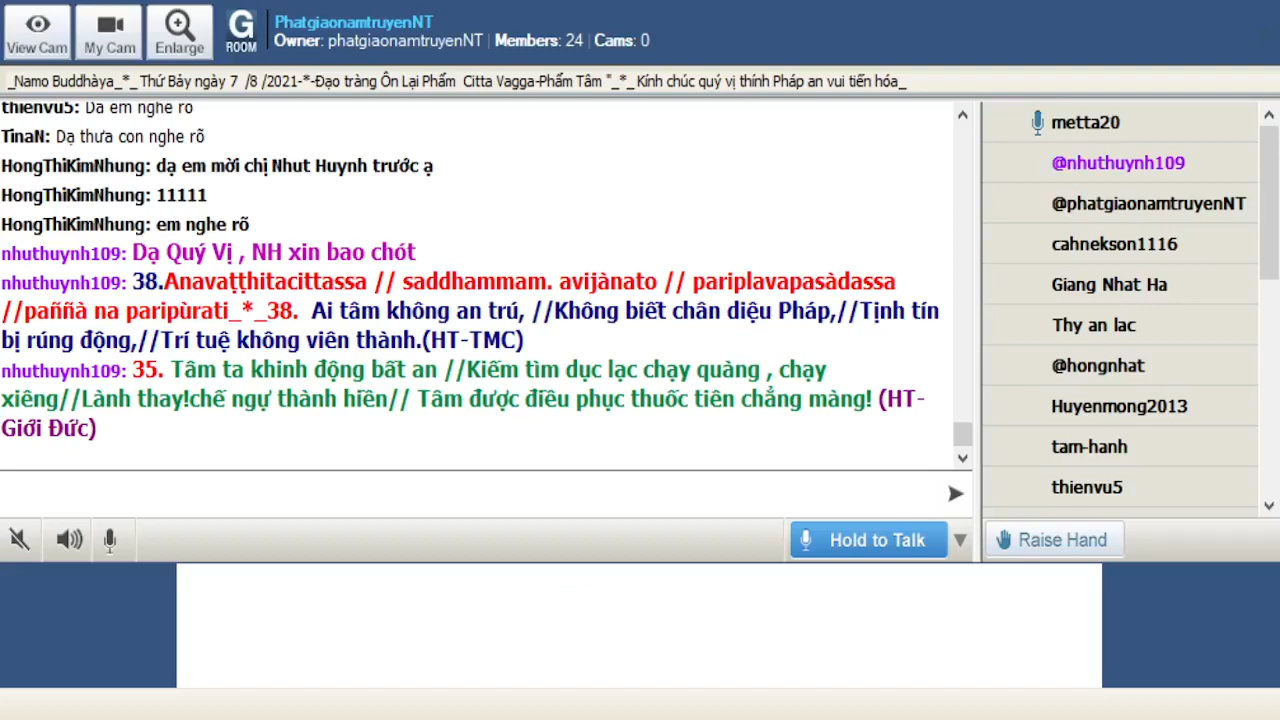 View Cam
My Cam
Enlarge
G
ROOM
PhatgiaonamtruyenNT
Owner: phatgiaonamtruyenNT | Members: 24 | Cams: 0
_Namo Buddhàya_*_ Thứ Bảy ngày 7 /8 /2021-*-Đạo tràng Ôn Lại Phẩm Citta Vagga-Phẩm Tâm "_*_ Kính chúc quý vị thính Pháp an vui tiến hóa_
thienvu5: Dạ em nghe rõ
TinaN: Dạ thưa con nghe rõ
HongThiKimNhung: dạ em mời chị Nhut Huynh trước ạ
HongThiKimNhung: 11111
HongThiKimNhung: em nghe rõ
nhuthuynh109: Dạ Quý Vị , NH xin bao chót
nhuthuynh109: 38.Anavaṭṭhitacittassa // saddhammam. avijànato // pariplavapasàdassa
//paññà na paripùrati_*_38. Ai tâm không an trú, //Không biết chân diệu Pháp,//Tịnh tín
bị rúng động,//Trí tuệ không viên thành.(HT-TMC)
nhuthuynh109: 35. Tâm ta khinh động bất an //Kiếm tìm dục lạc chạy quàng , chạy
xiêng//Lành thay!chế ngự thành hiền// Tâm được điều phục thuốc tiên chẳng màng! (HT-
Giới Đức)
metta20
@nhuthuynh109
@phatgiaonamtruyenNT
cahnekson1116
Giang Nhat Ha
Thy an lac
@hongnhat
Huyenmong2013
tam-hanh
thienvu5
Hold to Talk
Raise Hand